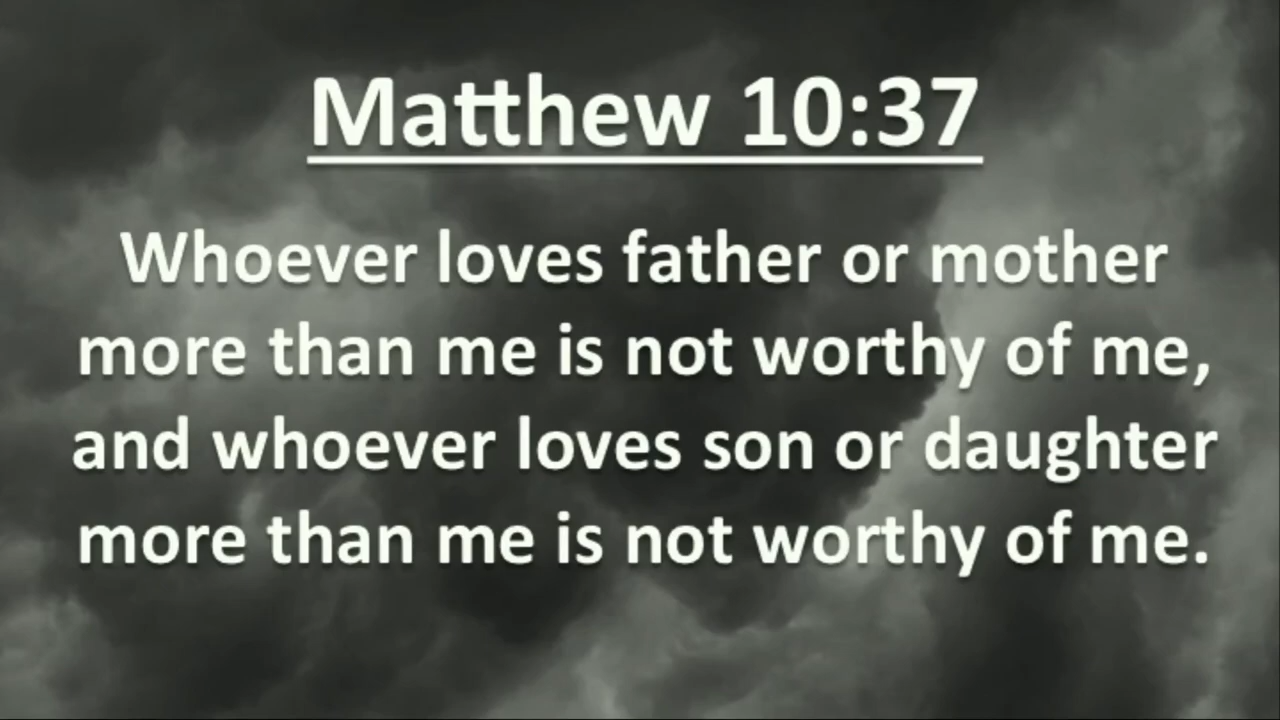 Matthew 10:37
Whoever loves father or mother
more than me is not worthy of me,
and whoever loves son or daughter
more than me is not worthy of me.